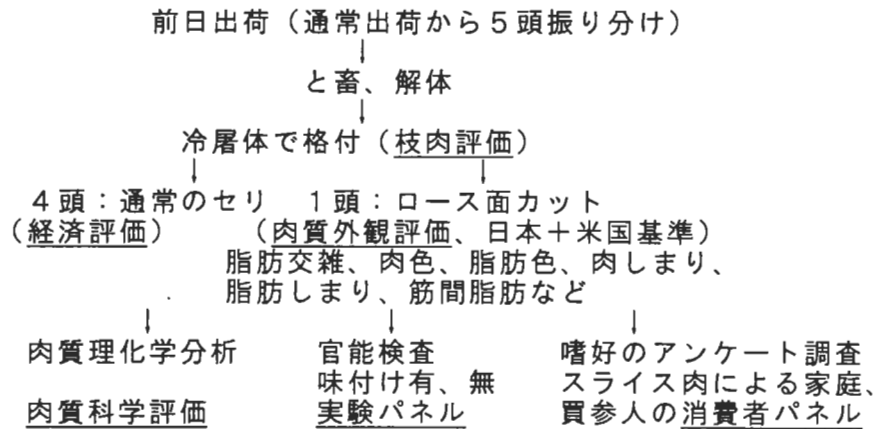 前日出荷（通常出荷から５頭振り分け）
と畜、解体
冷屠体で格付（枝肉評価）
４頭：通常のセリ　１頭：ロース面カット
（経済評価）　（肉質外観評価、日本＋米国基準）
脂肪交雑、肉色、脂肪色、肉しまり、
脂肪しまり、筋間脂肪など
肉質理化学分析　官能検査　嗜好のアンケート調査
味付け有、無　スライス肉による家庭、
肉質科学評価　実験パネル　買参人の消費者パネル